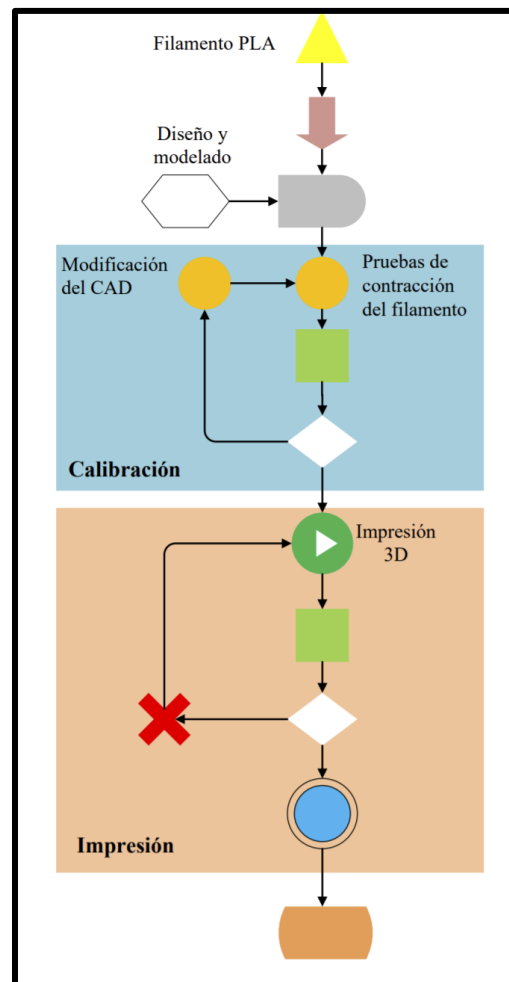 Filamento PLA
Diseño y
modelado
Modificación
del CAD
Pruebas de
contracción
del filamento
Calibración
Impresión
3D
Impresión